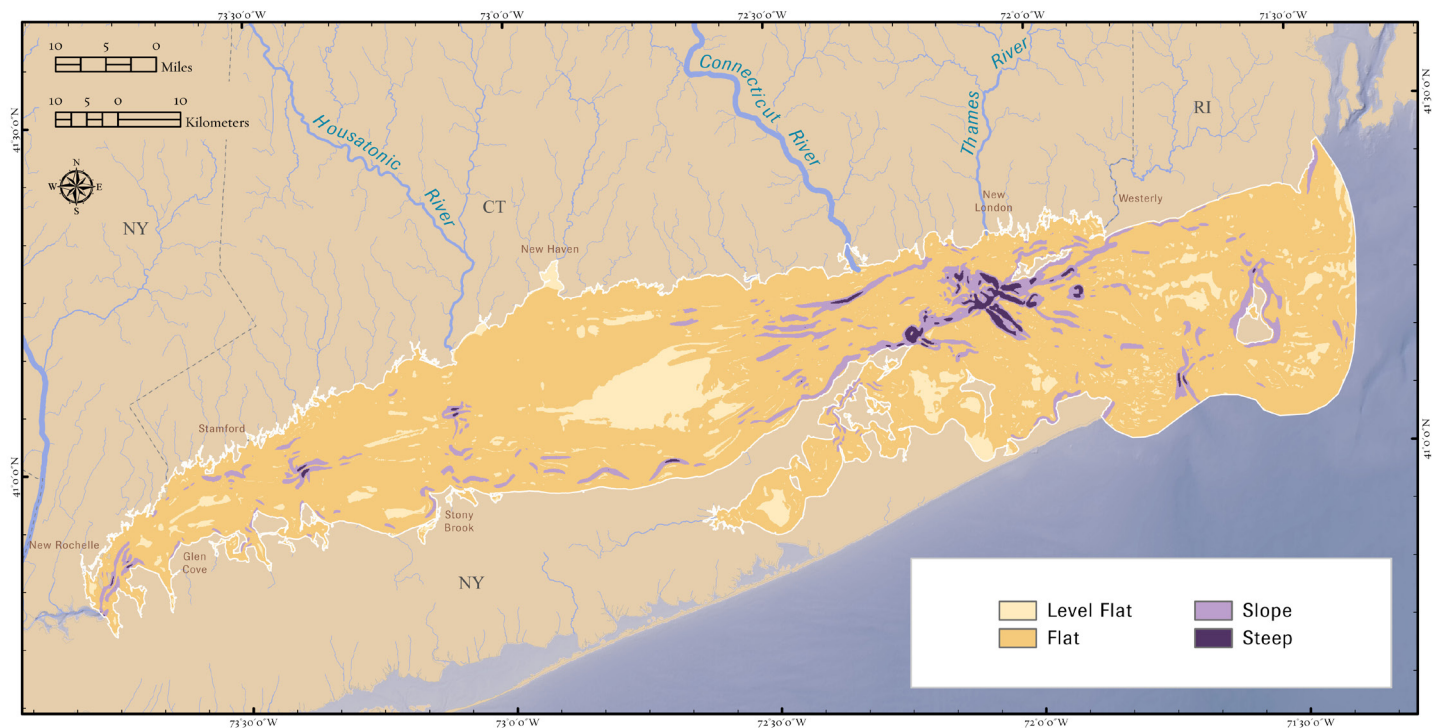 73°30'0"W 73°0'0"W 72°30'0"W 72°0'0"W 71°30'0"W
10 5 0
Miles
10 5 0 10
Kilometers
41°30'0"N
41°30'0"N
N
W E
S
Housatonic
River
Connecticut
River
Thames
River
RI
NY
CT
New
London
Westerly
New Haven
Stamford
41°0'0"N
41°0'0"N
Stony
Brook
New Rochelle
Glen
Cove
NY
Level Flat
Flat
Slope
Steep
73°30'0"W 73°0'0"W 72°30'0"W 72°0'0"W 71°30'0"W